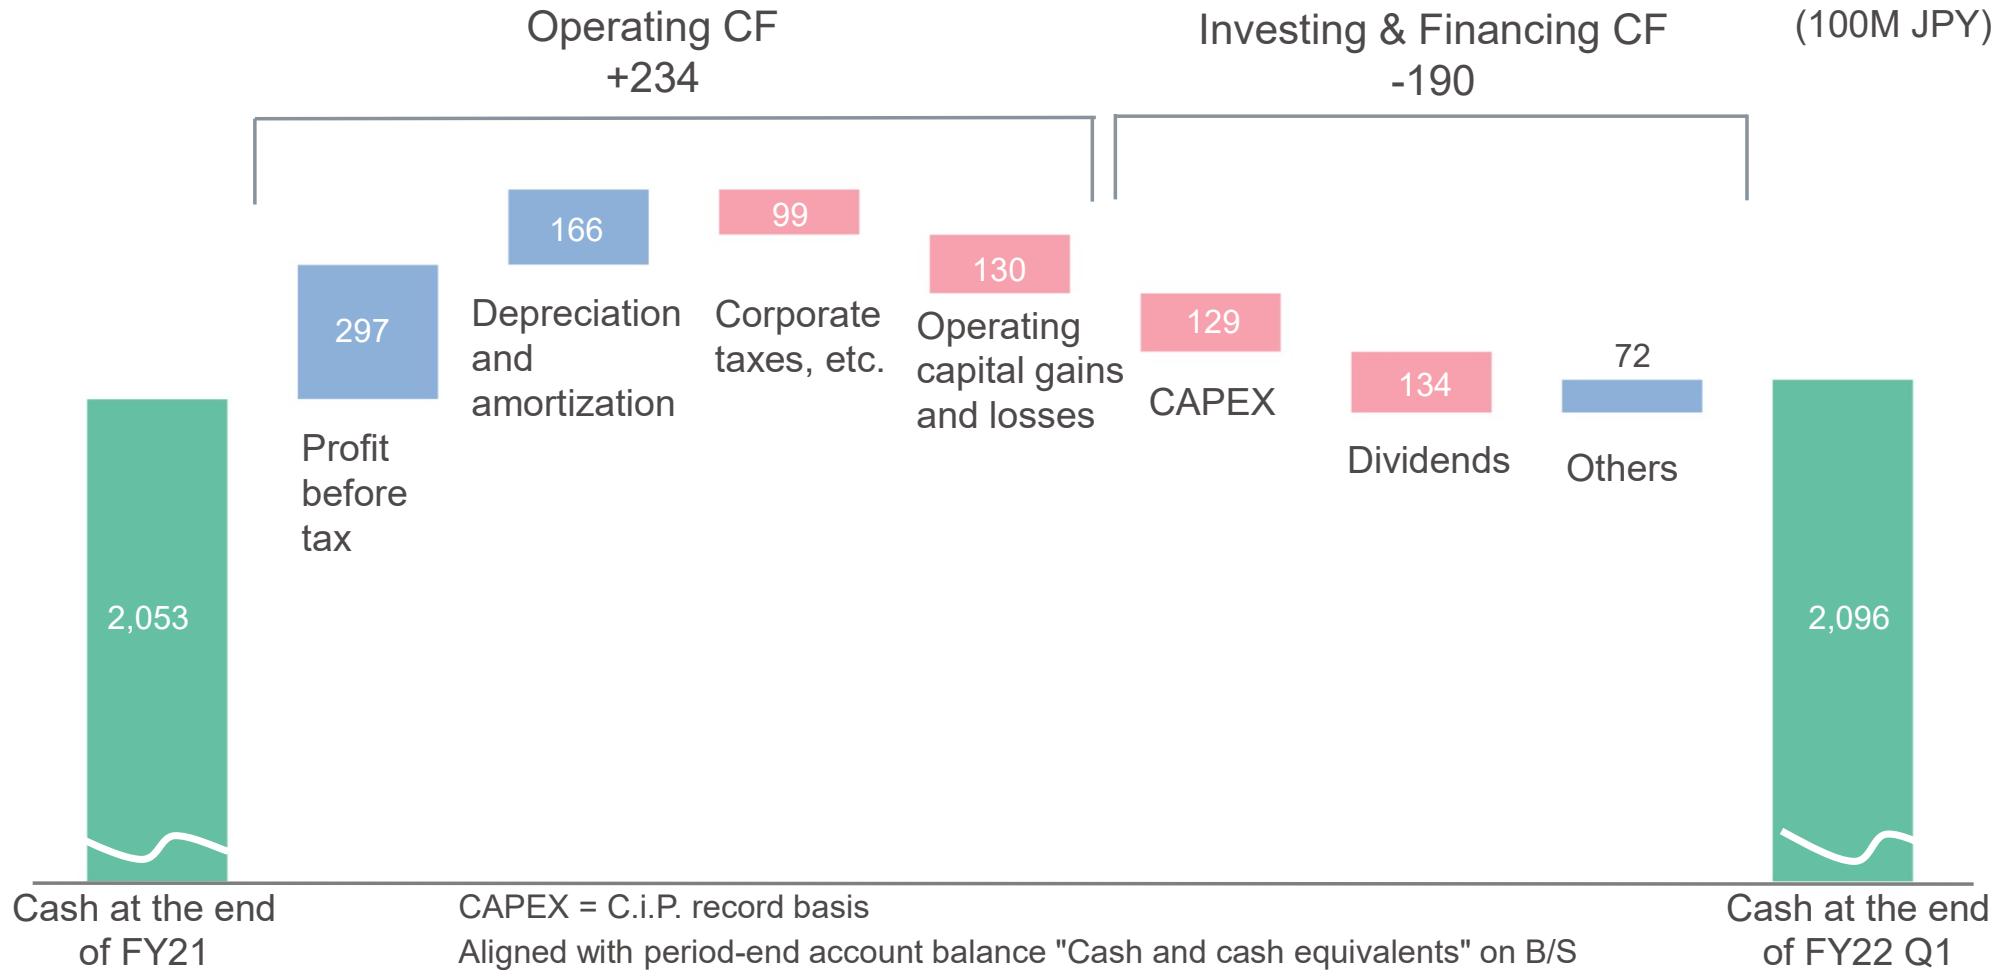 Operating CF
+234
Investing & Financing CF
-190
(100M JPY)
2,053
297
Profit
before
tax
166
Depreciation
and
amortization
99
Corporate
taxes, etc.
130
Operating
capital gains
and losses
129
CAPEX
134
Dividends
72
Others
2,096
Cash at the end
of FY21
CAPEX = C.i.P. record basis
Aligned with period-end account balance "Cash and cash equivalents" on B/S
Cash at the end
of FY22 Q1